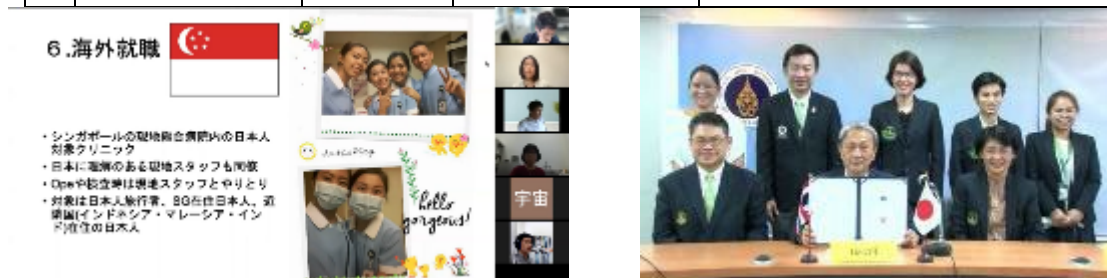 6.海外就職
・シンガポールの現地総合病院内の日本人
対象クリニック
・日本に理解のある現地スタッフも同僚
・Opeや検査時は現地スタッフとやりとり
・対象は日本人旅行者、SG在住日本人、近
隣国(インドネシア・マレーシア・イン
ド)在住の日本人
hello
gorgeous!
宇宙